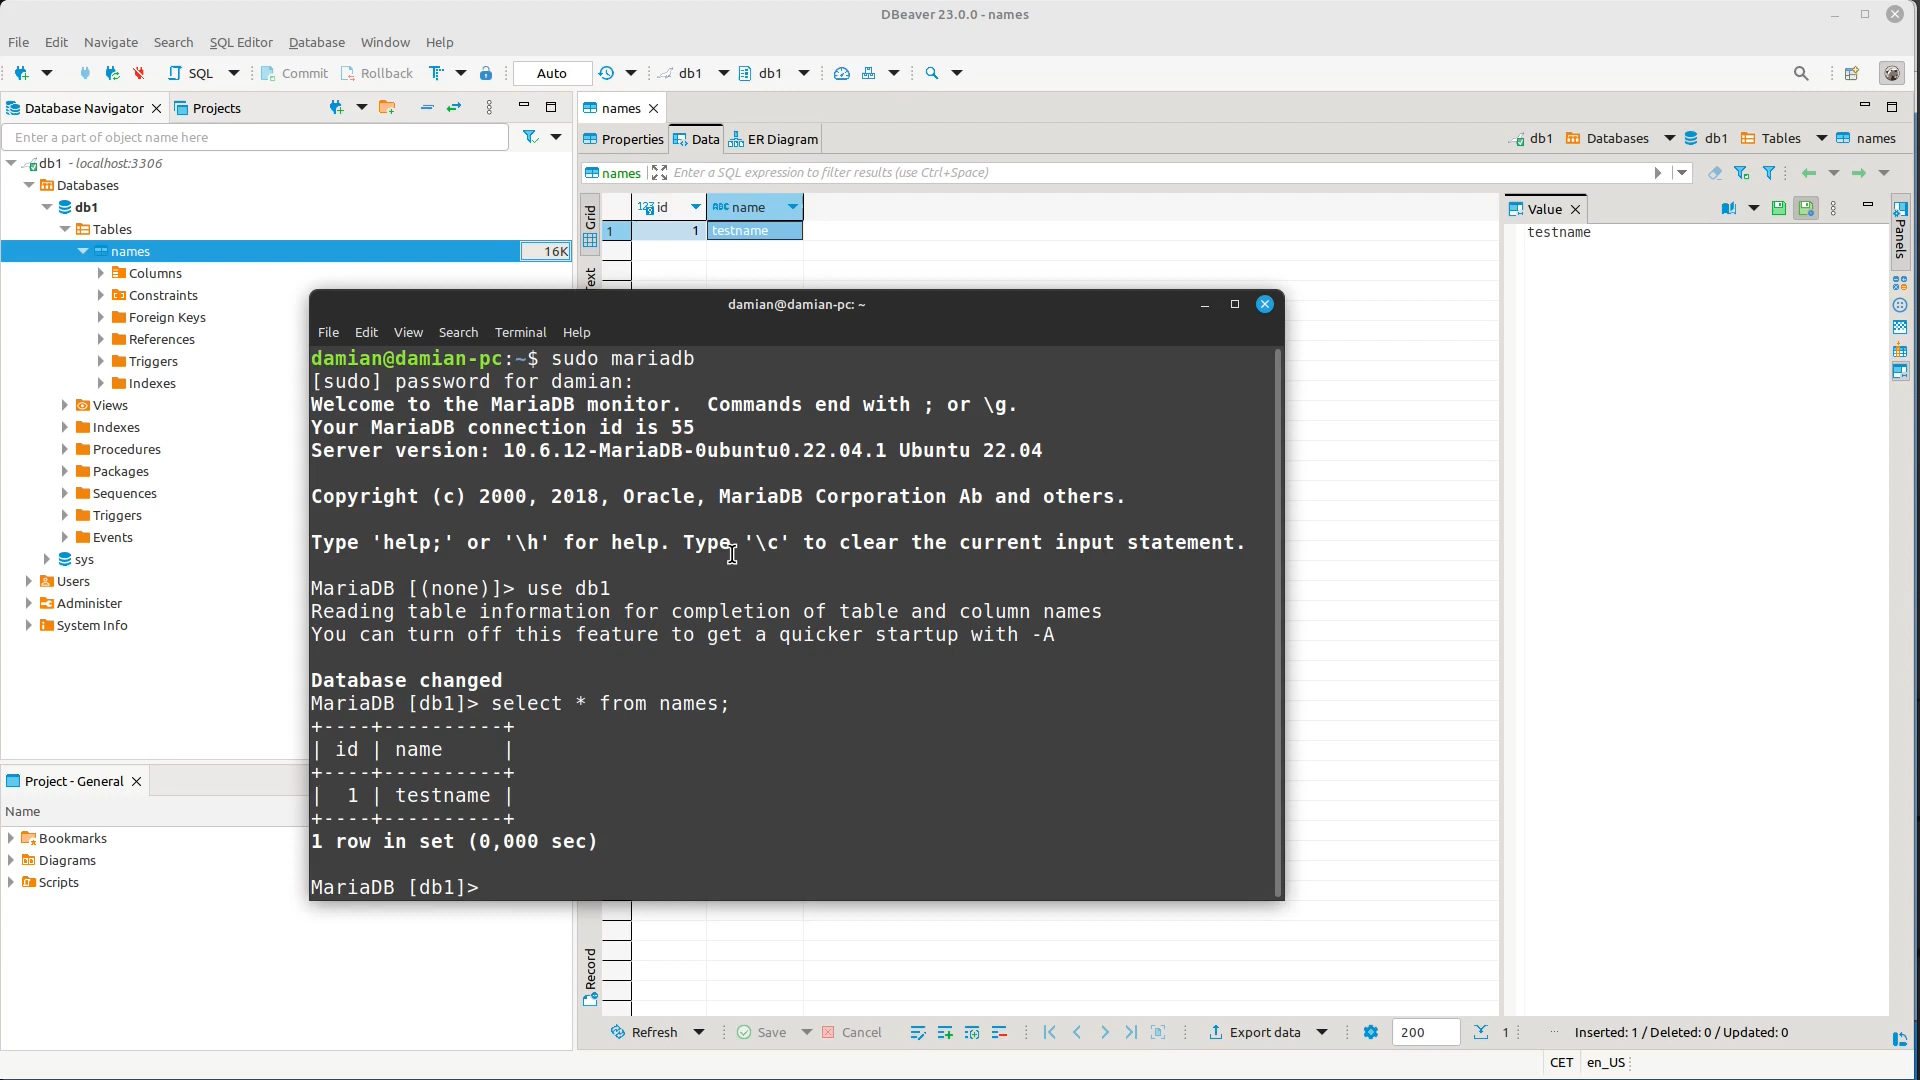 DBeaver 23.0.0 - names
File Edit Navigate Search SQL Editor Database Window Help
SQL Commit Rollback Auto db1 db1
Database Navigator Projects
Enter a part of object name here
db1 - localhost:3306
Databases
db1
Tables
names 16K
Columns
Constraints
Foreign Keys
References
Triggers
Indexes
Views
Indexes
Procedures
Packages
Sequences
Triggers
Events
sys
Users
Administer
System Info
Project - General
Name
Bookmarks
Diagrams
Scripts
names
Properties Data ER Diagram db1 Databases db1 Tables names
names Enter a SQL expression to filter results (use Ctrl+Space)
Grid
123 id ABC name
1 1 testname
Record
Value
testname
Panels
damian@damian-pc: ~
File Edit View Search Terminal Help
damian@damian-pc:~$ sudo mariadb
[sudo] password for damian:
Welcome to the MariaDB monitor.  Commands end with ; or \g.
Your MariaDB connection id is 55
Server version: 10.6.12-MariaDB-0ubuntu0.22.04.1 Ubuntu 22.04
Copyright (c) 2000, 2018, Oracle, MariaDB Corporation Ab and others.
Type 'help;' or '\h' for help. Type '\c' to clear the current input statement.
MariaDB [(none)]> use db1
Reading table information for completion of table and column names
You can turn off this feature to get a quicker startup with -A
Database changed
MariaDB [db1]> select * from names;
+----+----------+
| id | name     |
+----+----------+
|  1 | testname |
+----+----------+
1 row in set (0,000 sec)
MariaDB [db1]>
Refresh Save Cancel Export data 200 1 Inserted: 1 / Deleted: 0 / Updated: 0
CET en_US